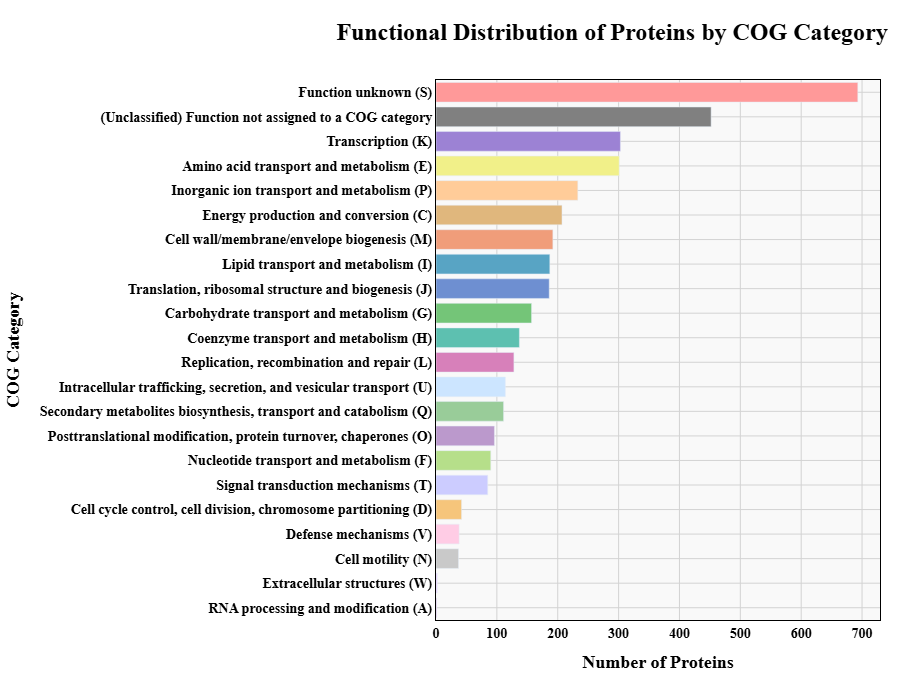 Functional Distribution of Proteins by COG Category
Function unknown (S)
(Unclassified) Function not assigned to a COG category
Transcription (K)
Amino acid transport and metabolism (E)
Inorganic ion transport and metabolism (P)
Energy production and conversion (C)
Cell wall/membrane/envelope biogenesis (M)
Lipid transport and metabolism (I)
Translation, ribosomal structure and biogenesis (J)
Carbohydrate transport and metabolism (G)
Coenzyme transport and metabolism (H)
Replication, recombination and repair (L)
Intracellular trafficking, secretion, and vesicular transport (U)
Secondary metabolites biosynthesis, transport and catabolism (Q)
Posttranslational modification, protein turnover, chaperones (O)
Nucleotide transport and metabolism (F)
Signal transduction mechanisms (T)
Cell cycle control, cell division, chromosome partitioning (D)
Defense mechanisms (V)
Cell motility (N)
Extracellular structures (W)
RNA processing and modification (A)
COG Category
0 100 200 300 400 500 600 700
Number of Proteins